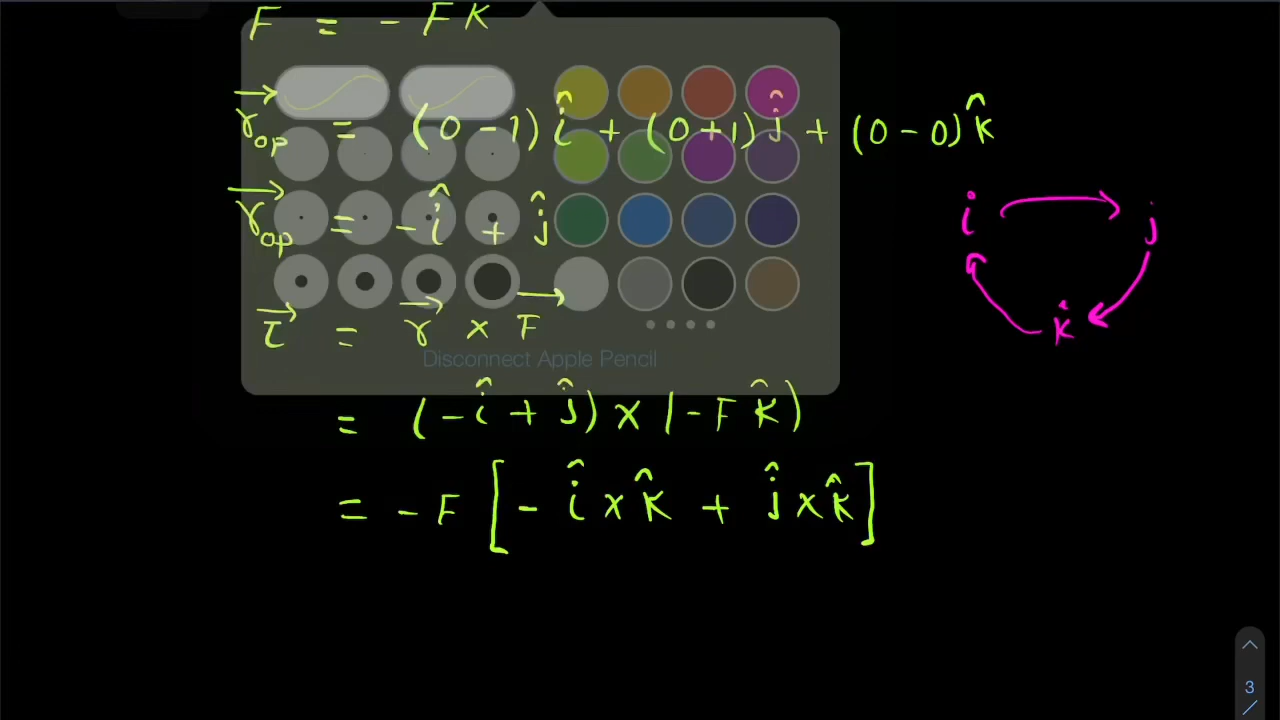 F = - F K
→r_op = (0 - 1) î + (0 + 1) ĵ + (0 - 0) k̂
→r_op = - î + ĵ
i j
→τ = →r × →F
k̂
Disconnect Apple Pencil
= (- î + ĵ) × (- F k̂)
= - F [ - î × k̂ + ĵ × k̂ ]
3